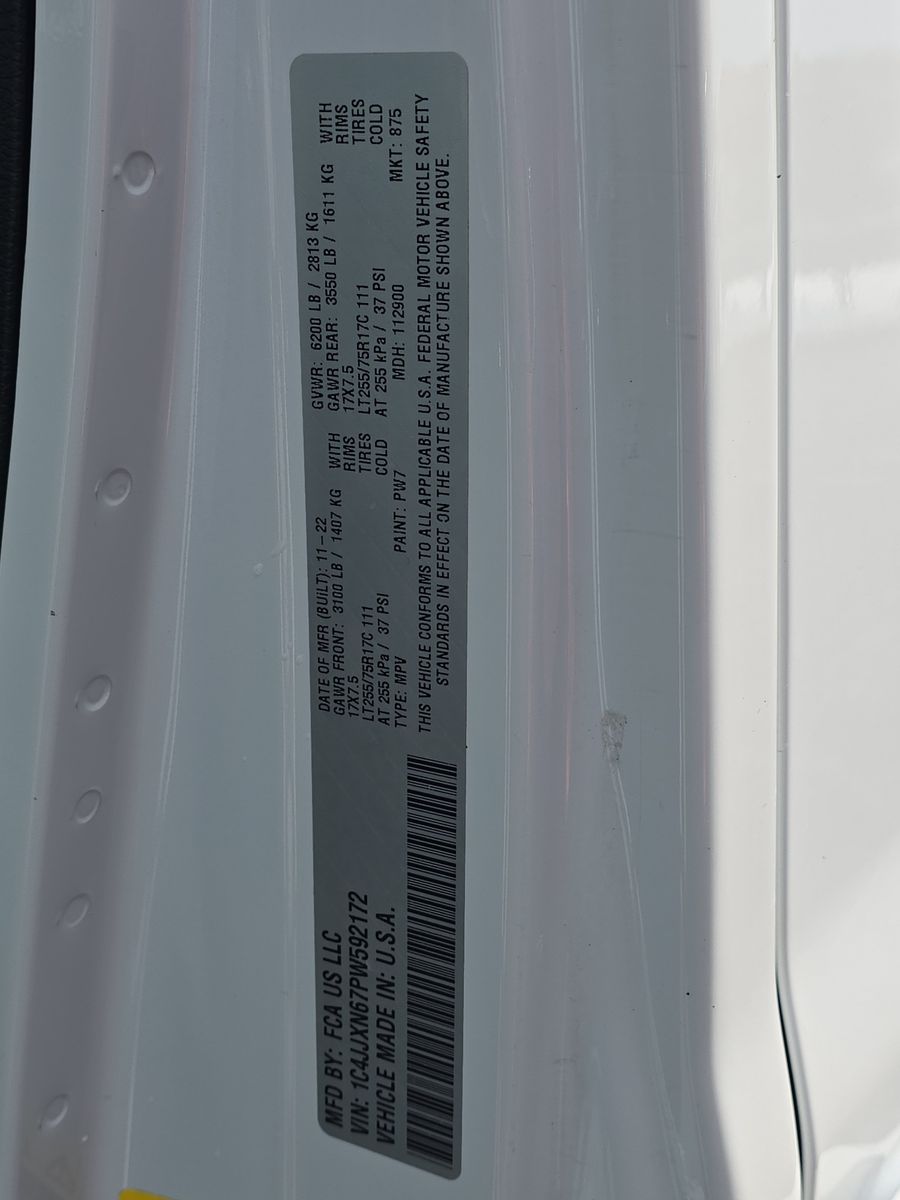 MFD BY: FCA US LLC
VIN: 1C4JJXN67PW592172
VEHICLE MADE IN: U.S.A.
DATE OF MFR (BUILT): 11-22
GVWR: 6200 LB / 2813 KG
GAWR FRONT: 3100 LB / 1407 KG WITH
GAWR REAR: 3550 LB / 1611 KG WITH
17X7.5 RIMS
17X7.5 RIMS
LT255/75R17C 111 TIRES
LT255/75R17C 111 TIRES
AT 255 kPa / 37 PSI COLD
AT 255 kPa / 37 PSI COLD
TYPE: MPV PAINT: PW7 MDH: 112900 MKT: 875
THIS VEHICLE CONFORMS TO ALL APPLICABLE U.S.A. FEDERAL MOTOR VEHICLE SAFETY
STANDARDS IN EFFECT ON THE DATE OF MANUFACTURE SHOWN ABOVE.